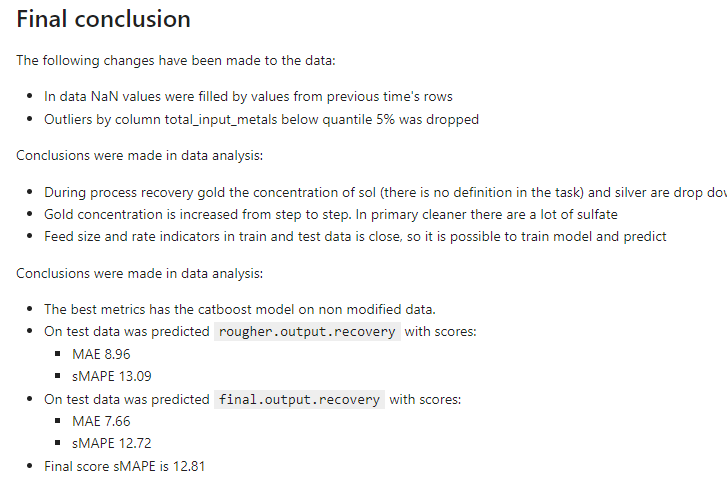 Final conclusion
The following changes have been made to the data:
In data NaN values were filled by values from previous time's rows
Outliers by column total_input_metals below quantile 5% was dropped
Conclusions were made in data analysis:
During process recovery gold the concentration of sol (there is no definition in the task) and silver are drop
Gold concentration is increased from step to step. In primary cleaner there are a lot of sulfate
Feed size and rate indicators in train and test data is close, so it is possible to train model and predict
Conclusions were made in data analysis:
The best metrics has the catboost model on non modified data.
On test data was predicted rougher.output.recovery with scores:
MAE 8.96
sMAPE 13.09
On test data was predicted final.output.recovery with scores:
MAE 7.66
sMAPE 12.72
Final score sMAPE is 12.81